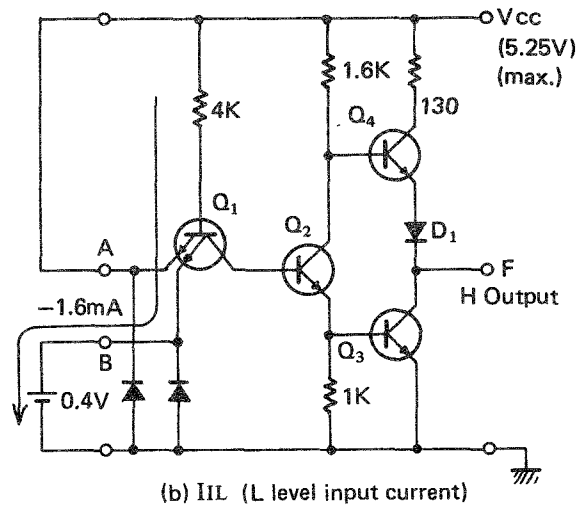 Vcc
(5.25V)
(max.)
1.6K
130
4K
Q4
Q1
Q2
A
D1
F
H Output
−1.6mA
B
Q3
0.4V
1K
(b) IIL (L level input current)